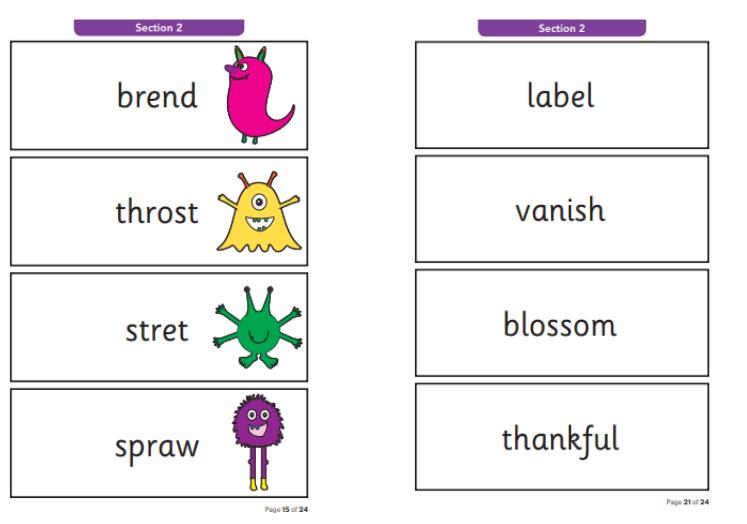 Section 2
brend
throst
stret
spraw
Page 15 of 24
Section 2
label
vanish
blossom
thankful
Page 21 of 24